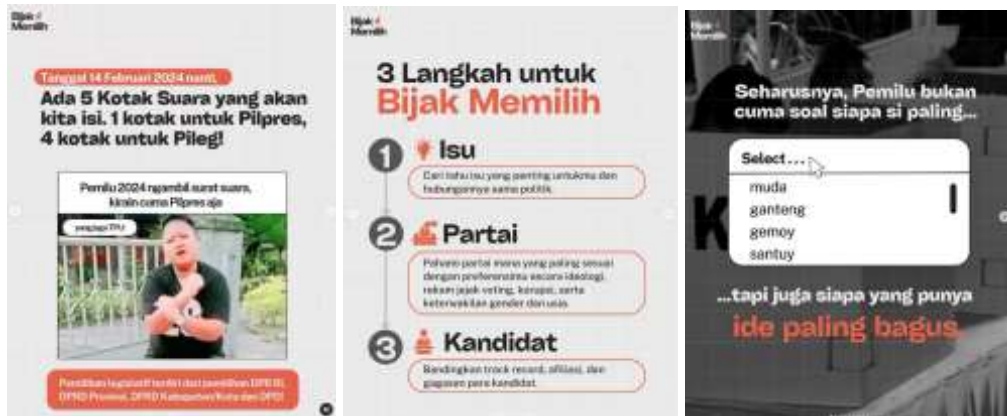 Bijak
Memilih
Tanggal 14 Februari 2024 nanti,
Ada 5 Kotak Suara yang akan
kita isi. 1 kotak untuk Pilpres,
4 kotak untuk Pileg!
Pemilu 2024 ngambil surat suara,
kirain cuma Pilpres aja
yang jaga TPU
Pemilihan legislatif terdiri dari pemilihan DPR RI,
DPRD Provinsi, DPRD Kabupaten/Kota dan DPD!
Bijak
Memilih
3 Langkah untuk
Bijak Memilih
1 Isu
Cari tahu isu yang penting untukmu dan
hubungannya sama politik.
2 Partai
Pahami partai mana yang paling sesuai
dengan preferensimu secara ideologi,
rekam jejak voting, korupsi, serta
keterwakilan gender dan usia.
3 Kandidat
Bandingkan track record, afiliasi, dan
gagasan para kandidat.
Bijak
Memilih
Seharusnya, Pemilu bukan
cuma soal siapa si paling...
Select...
muda
ganteng
gemoy
santuy
K
...tapi juga siapa yang punya
ide paling bagus.